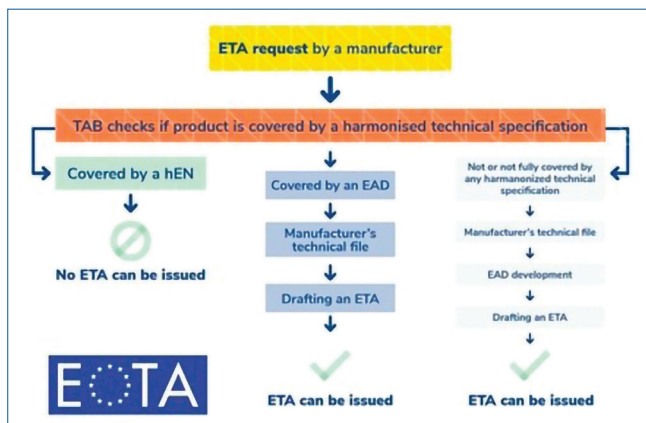 ETA request by a manufacturer
TAB checks if product is covered by a harmonised technical specification
Covered by a hEN
No ETA can be issued
Covered by an EAD
Manufacturer's
technical file
Drafting an ETA
ETA can be issued
Not or not fully covered by
any harmanonized technical
specification
Manufacturer's technical file
EAD development
Drafting an ETA
ETA can be issued
EOTA